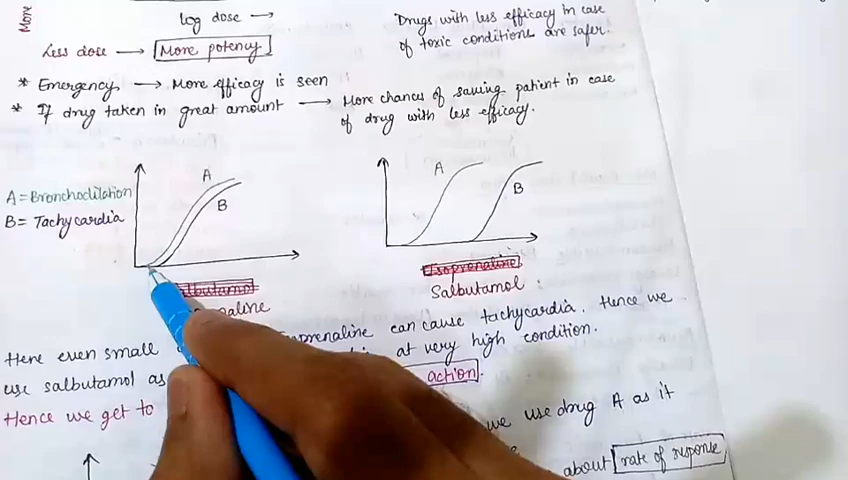 More
log dose →
Less dose → More potency
Drugs with less efficacy in case
of toxic conditions are safer.
* Emergency → More efficacy is seen
* If drug taken in great amount → More chances of saving patient in case
of drug with less efficacy.
A = Bronchodilation
B = Tachycardia
A
B
A
B
Salbutamol
Isoprenaline
Salbutamol
Here even small
prenaline can cause tachycardia. Hence we
use salbutamol as
at very high condition.
Hence we get to
action.
we use drug A as it
about rate of response